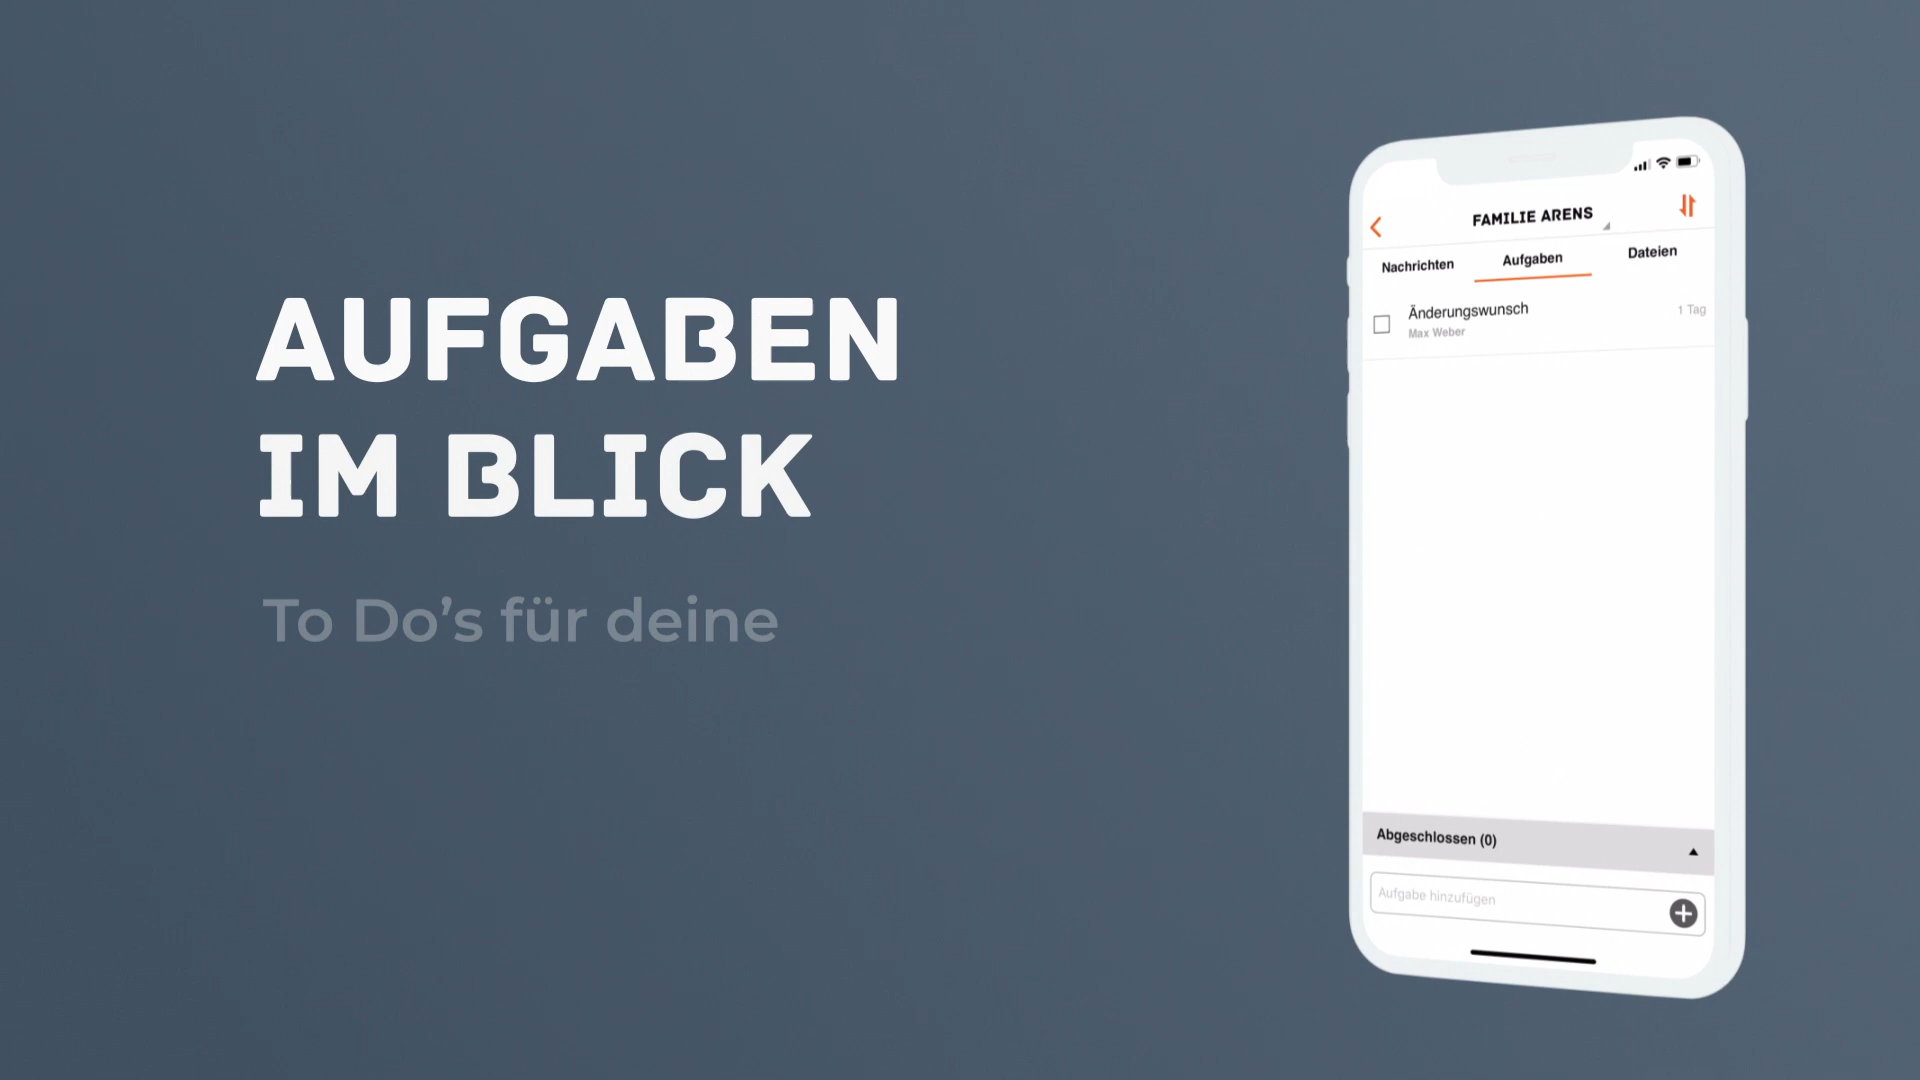 AUFGABEN
IM BLICK
To Do’s für deine
FAMILIE ARENS
Nachrichten Aufgaben Dateien
Änderungswunsch 1 Tag
Max Weber
Abgeschlossen (0)
Aufgabe hinzufügen